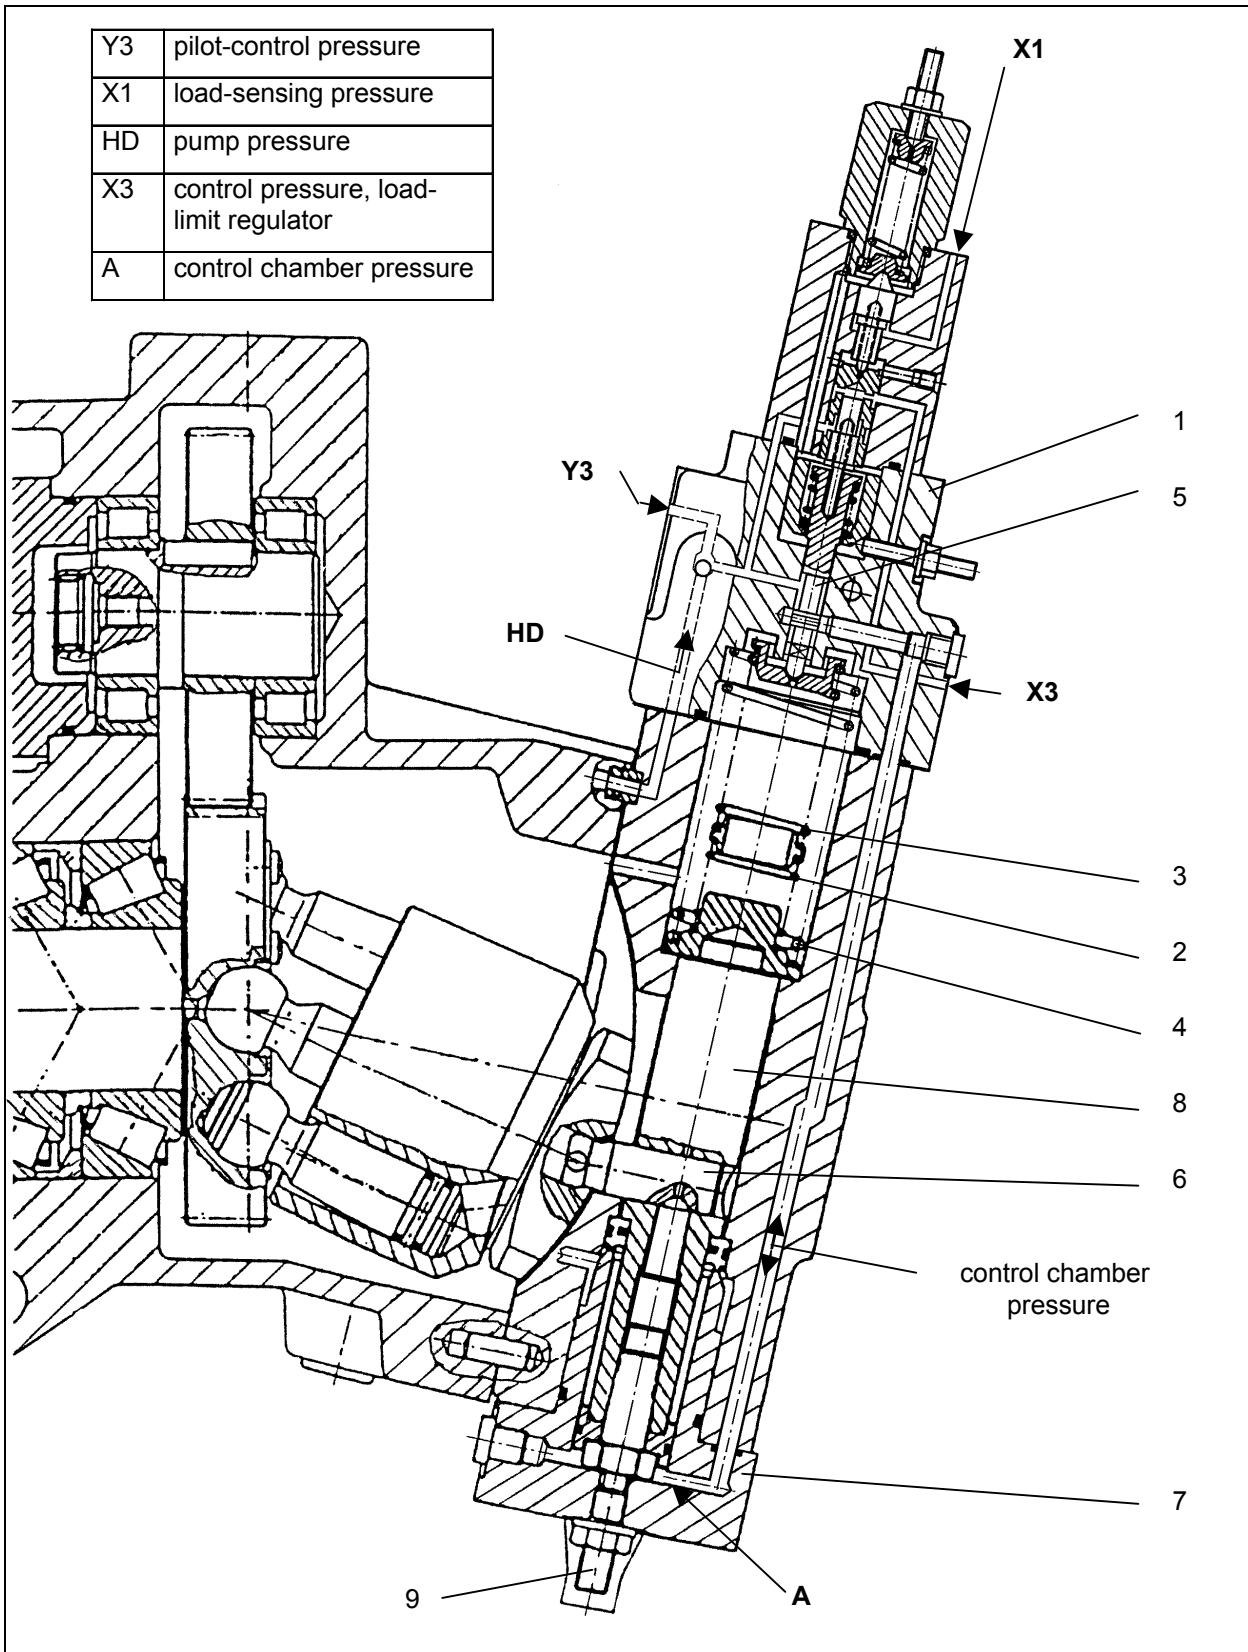 Y3 pilot-control pressure
X1 load-sensing pressure
HD pump pressure
X3 control pressure, load-
limit regulator
A control chamber pressure
X1
1
Y3
5
HD
X3
3
2
4
8
6
control chamber
pressure
7
9
A